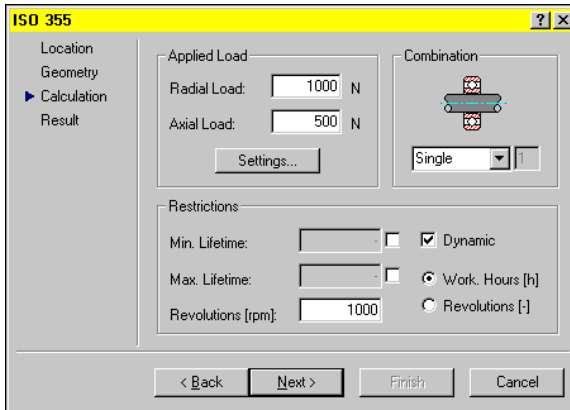 ISO 355
Location
Geometry
Calculation
Result
Applied Load
Radial Load: 1000 N
Axial Load: 500 N
Settings...
Combination
Single 1
Restrictions
Min. Lifetime: -
Dynamic
Max. Lifetime: -
Work. Hours [h]
Revolutions [rpm]: 1000
Revolutions [-]
< Back
Next >
Finish
Cancel